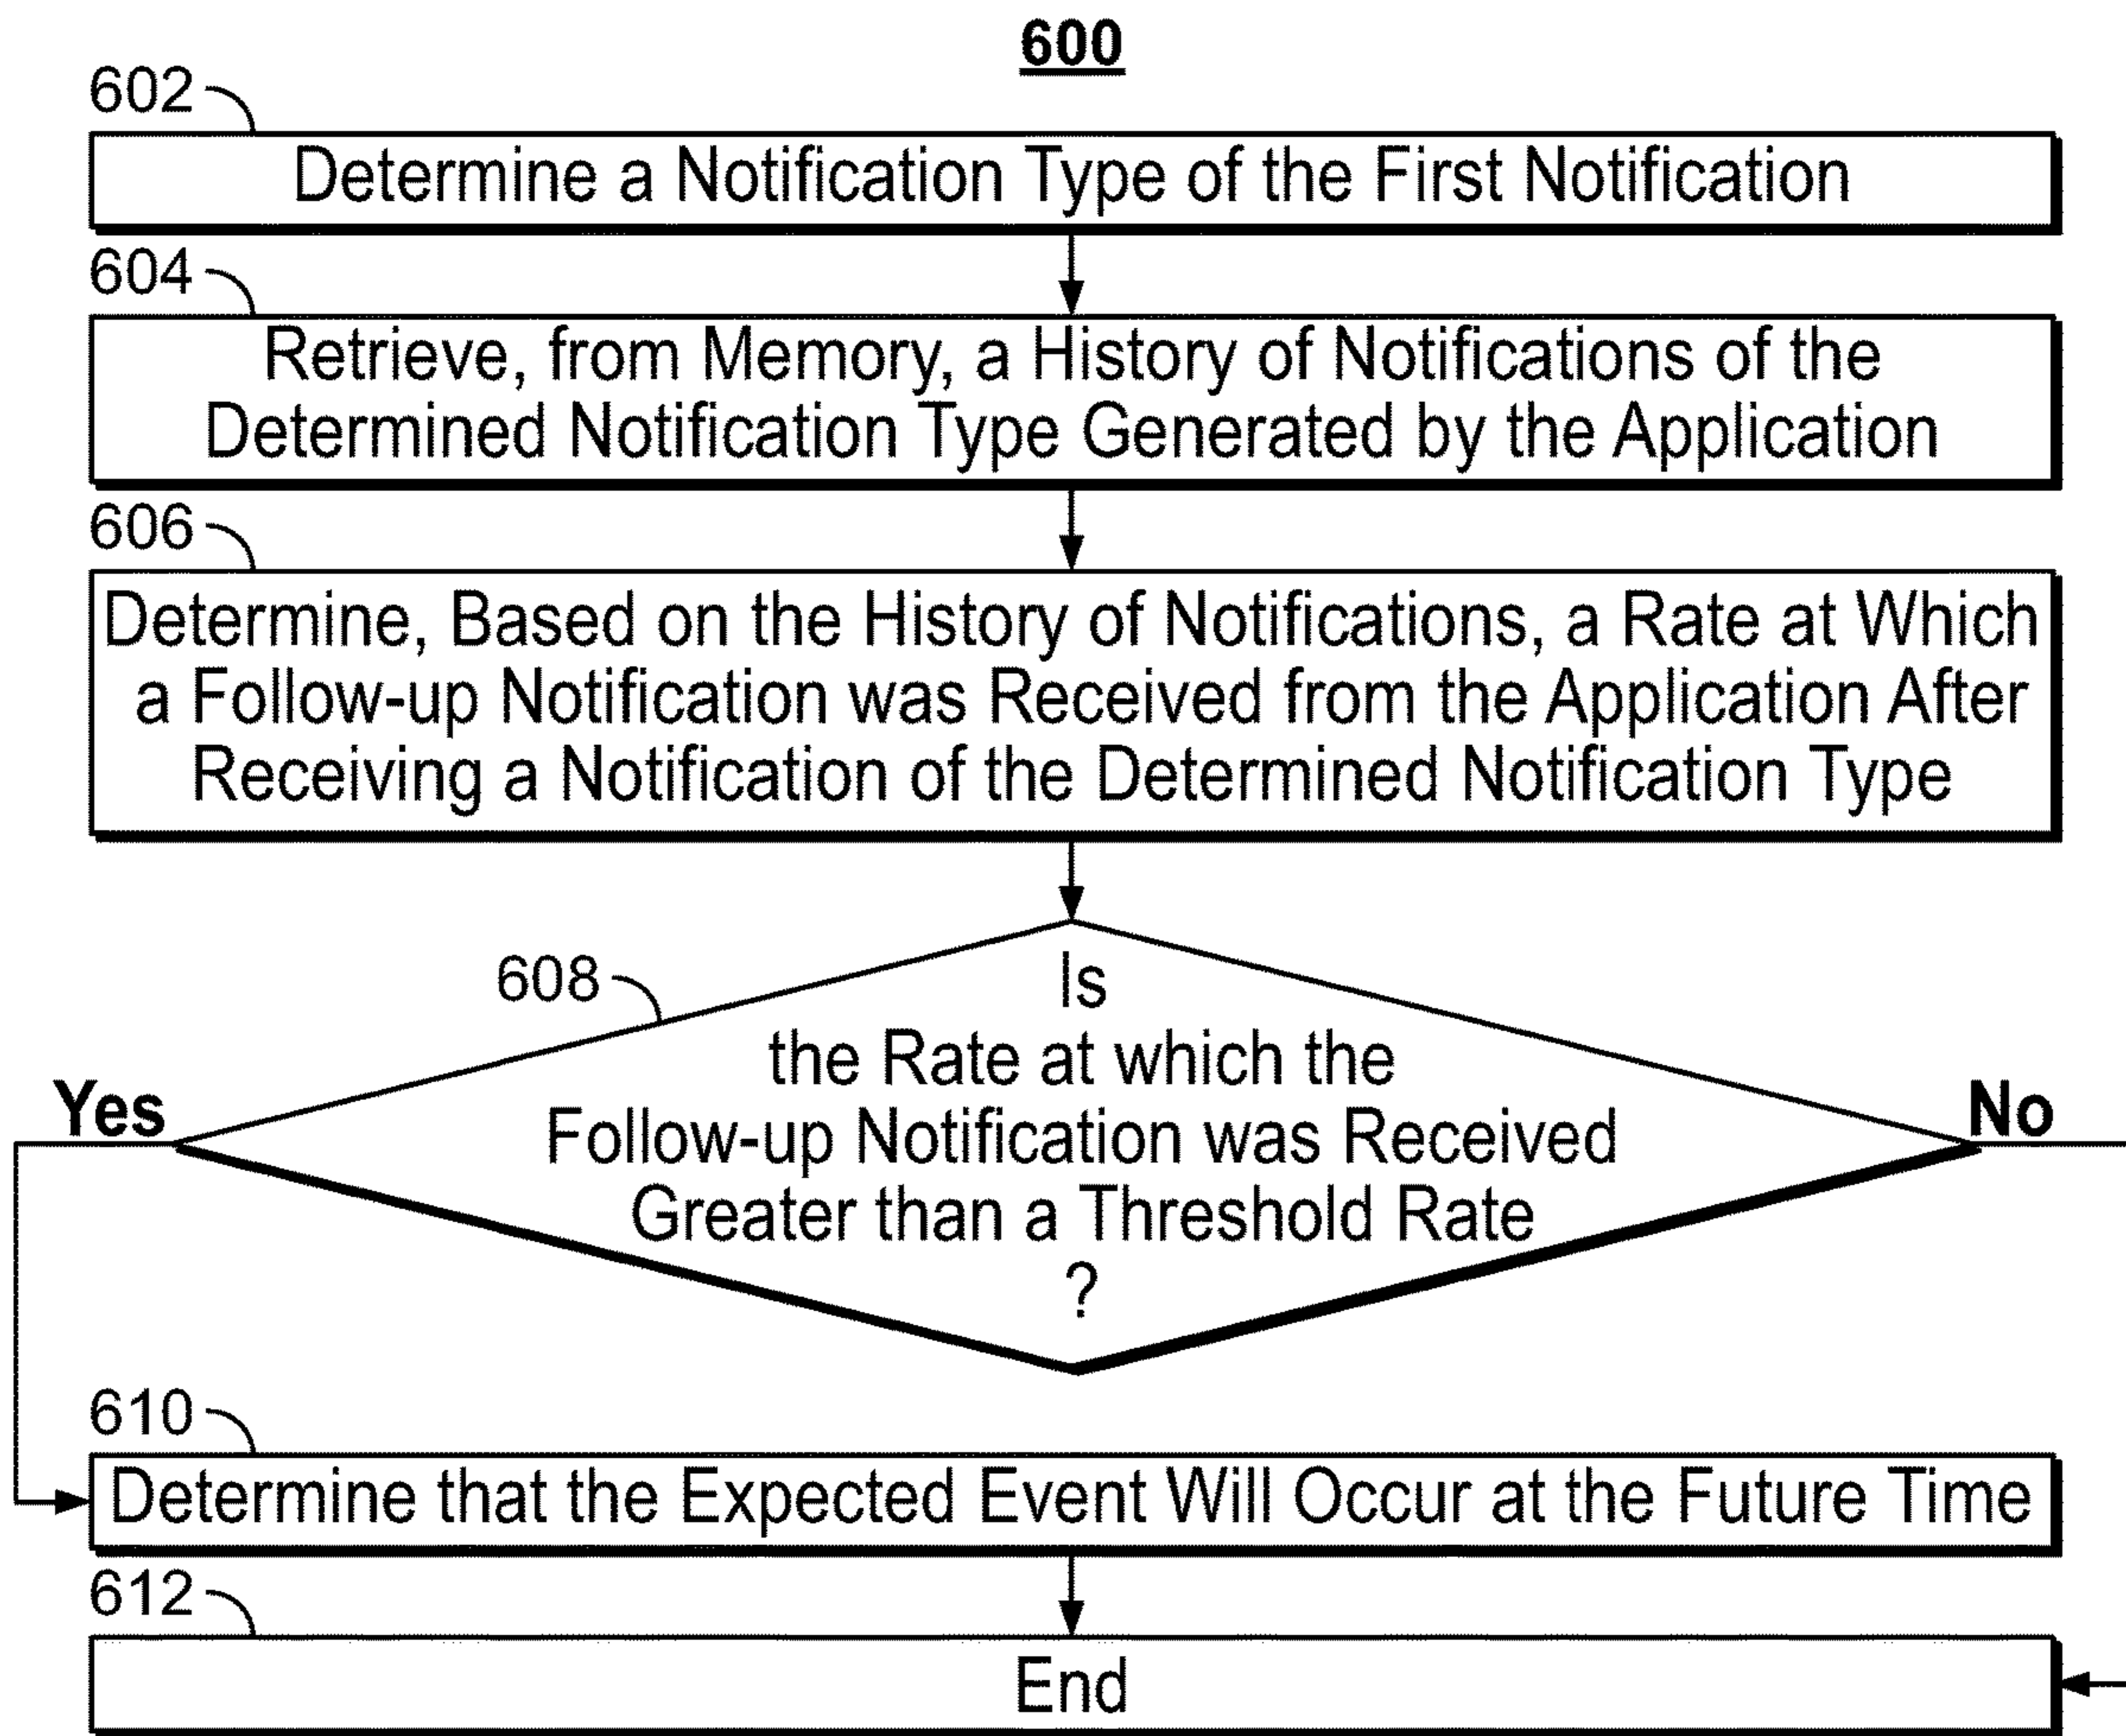 600
602
Determine a Notification Type of the First Notification
604
Retrieve, from Memory, a History of Notifications of the
Determined Notification Type Generated by the Application
606
Determine, Based on the History of Notifications, a Rate at Which
a Follow-up Notification was Received from the Application After
Receiving a Notification of the Determined Notification Type
608
Is
the Rate at which the
Follow-up Notification was Received
Greater than a Threshold Rate
?
Yes
No
610
Determine that the Expected Event Will Occur at the Future Time
612
End